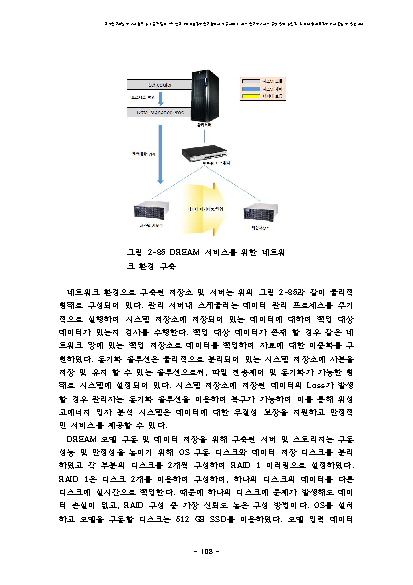 Scheduler
Data Manage Proc
그림 2-85 DREAM 서비스를 위한 네트워
크 환경 구축
네트워크 환경으로 구축된 저장소 및 서버는 위의 그림 2-85와 같이 물리적
형태로 구성되어 있다. 관리 서버내 스케줄러는 데이터 관리 프로세스를 주기
적으로 실행하여 시스템 저장소에 저장되어 있는 데이터에 대하여 백업 대상
데이터가 있는지 검사를 수행한다. 백업 대상 데이터가 존재 할 경우 같은 네
트워크 망에 있는 백업 저장소로 데이터를 백업하여 자료에 대한 이중화를 구
현하였다. 동기화 솔루션은 물리적으로 분리되어 있는 시스템 저장소에 사본을
저장 및 유지 할 수 있는 솔루션으로써, 파일 전송제어 및 동기화가 가능한 형
태로 시스템에 설정되어 있다. 시스템 저장소에 저장된 데이터의 Loss가 발생
할 경우 관리자는 동기화 솔루션을 이용하여 복구가 가능하며 이를 통해 위성
고에너지 입자 분석 시스템은 데이터에 대한 무결성 보장을 지원하고 안정적
인 서비스를 제공할 수 있다.
DREAM 모델 구동 및 데이터 저장을 위해 구축된 서버 및 스토리지는 구동
성능 및 안정성을 높이기 위해 OS 구동 디스크와 데이터 저장 디스크를 분리
하였고 각 부분의 디스크를 2개씩 구성하여 RAID 1 미러링으로 설정하였다.
RAID 1은 디스크 2개를 이용하여 구성하며, 하나의 디스크의 데이터를 다른
디스크에 실시간으로 백업한다. 때문에 하나의 디스크에 문제가 발생해도 데이
터 손실이 없고, RAID 구성 중 가장 신뢰도 높은 구성 방법이다. OS를 설치
하고 모델을 구동할 디스크는 512 GB SSD를 이용하였다. 모델 입력 데이터
- 108 -